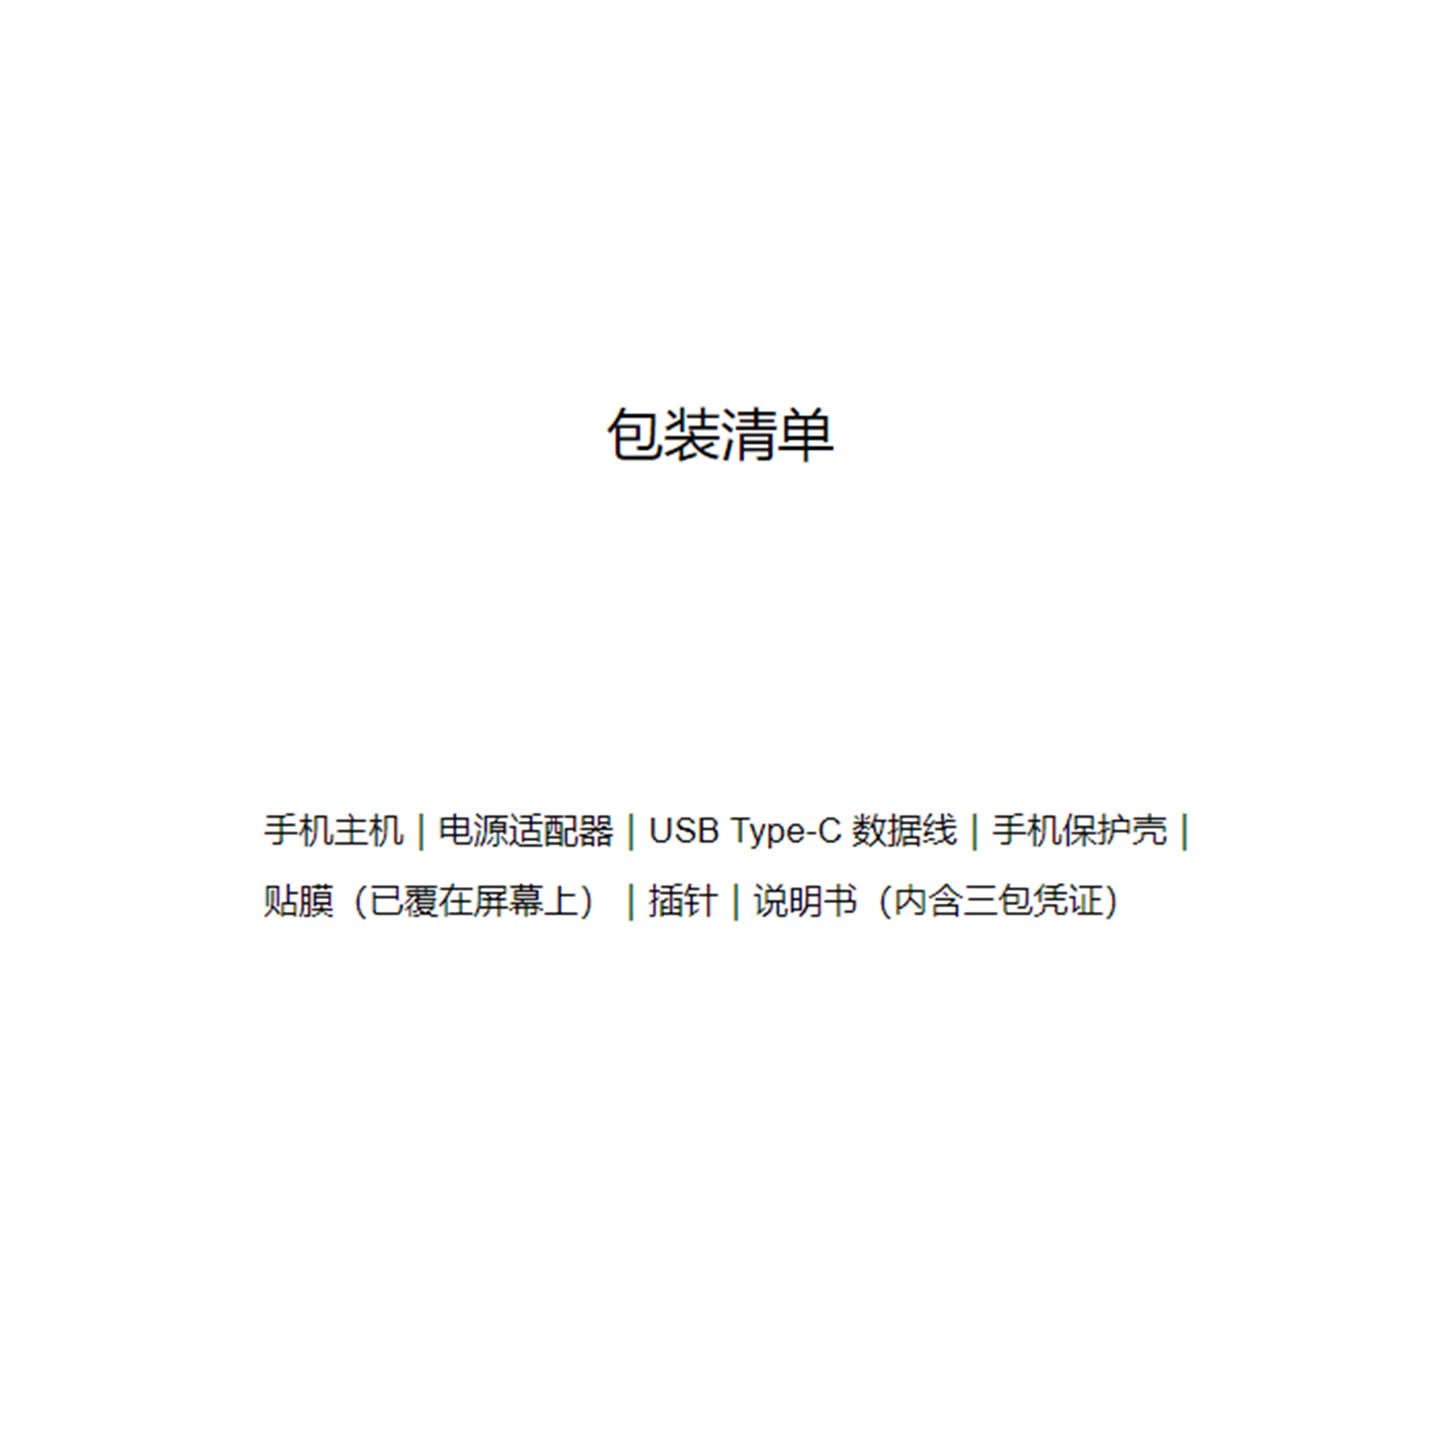 包装清单
手机主机｜电源适配器｜USB Type-C 数据线｜手机保护壳｜
贴膜（已覆在屏幕上）｜插针｜说明书（内含三包凭证）